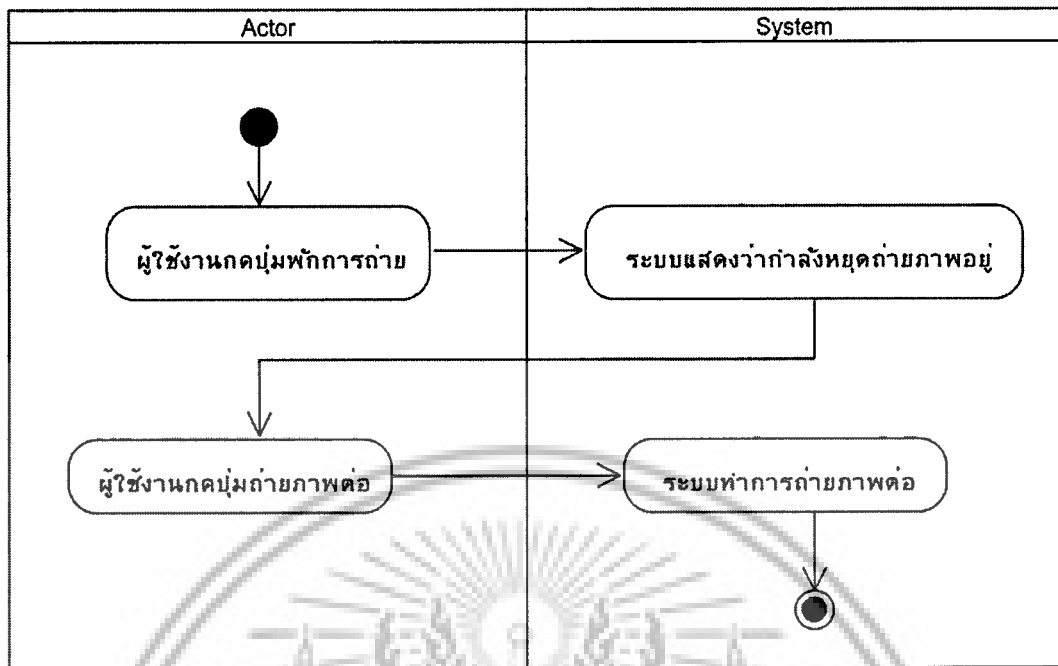 Actor
System
ผู้ใช้งานกดปุ่มพักการถ่าย
ระบบแสดงว่ากำลังหยุดถ่ายภาพอยู่
ผู้ใช้งานกดปุ่มถ่ายภาพต่อ
ระบบทำการถ่ายภาพต่อ